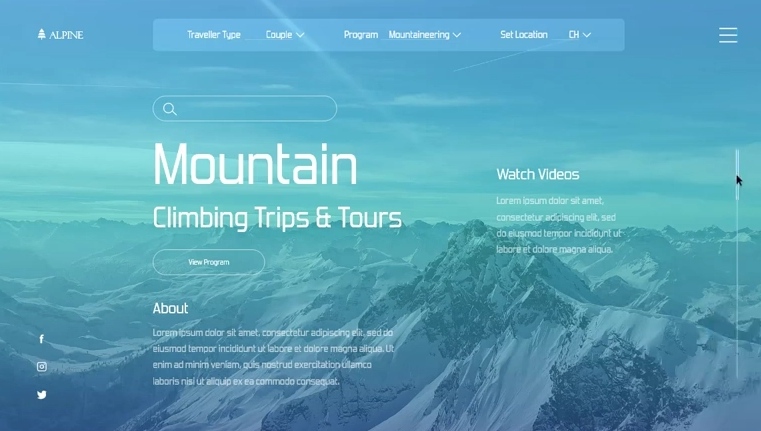 ALPINE
Traveller Type Couple Program Mountaineering Set Location CH
Mountain
Climbing Trips & Tours
View Program
Watch Videos
Lorem ipsum dolor sit amet,
consectetur adipiscing elit, sed
do eiusmod tempor incididunt ut
labore et dolore magna aliqua.
About
Lorem ipsum dolor sit amet, consectetur adipiscing elit, sed do
eiusmod tempor incididunt ut labore et dolore magna aliqua. Ut
enim ad minim veniam, quis nostrud exercitation ullamco
laboris nisi ut aliquip ex ea commodo consequat.